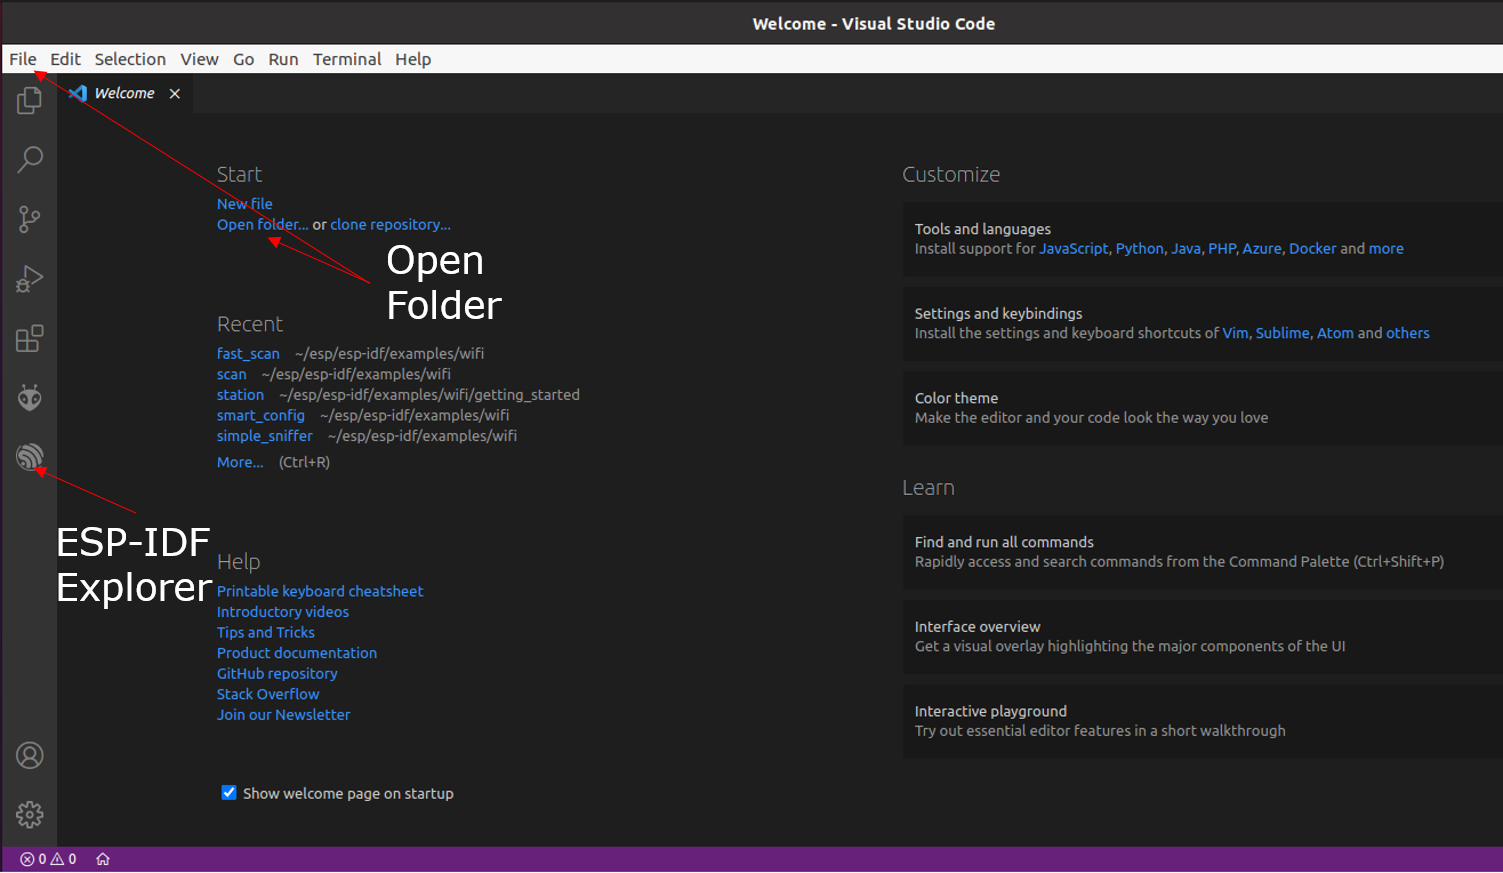 Welcome - Visual Studio Code
File Edit Selection View Go Run Terminal Help
Welcome
Start
New file
Open folder... or clone repository...
Open
Folder
Recent
fast_scan ~/esp/esp-idf/examples/wifi
scan ~/esp/esp-idf/examples/wifi
station ~/esp/esp-idf/examples/wifi/getting_started
smart_config ~/esp/esp-idf/examples/wifi
simple_sniffer ~/esp/esp-idf/examples/wifi
More... (Ctrl+R)
ESP-IDF
Explorer
Help
Printable keyboard cheatsheet
Introductory videos
Tips and Tricks
Product documentation
GitHub repository
Stack Overflow
Join our Newsletter
Show welcome page on startup
Customize
Tools and languages
Install support for JavaScript, Python, Java, PHP, Azure, Docker and more
Settings and keybindings
Install the settings and keyboard shortcuts of Vim, Sublime, Atom and others
Color theme
Make the editor and your code look the way you love
Learn
Find and run all commands
Rapidly access and search commands from the Command Palette (Ctrl+Shift+P)
Interface overview
Get a visual overlay highlighting the major components of the UI
Interactive playground
Try out essential editor features in a short walkthrough
0 0